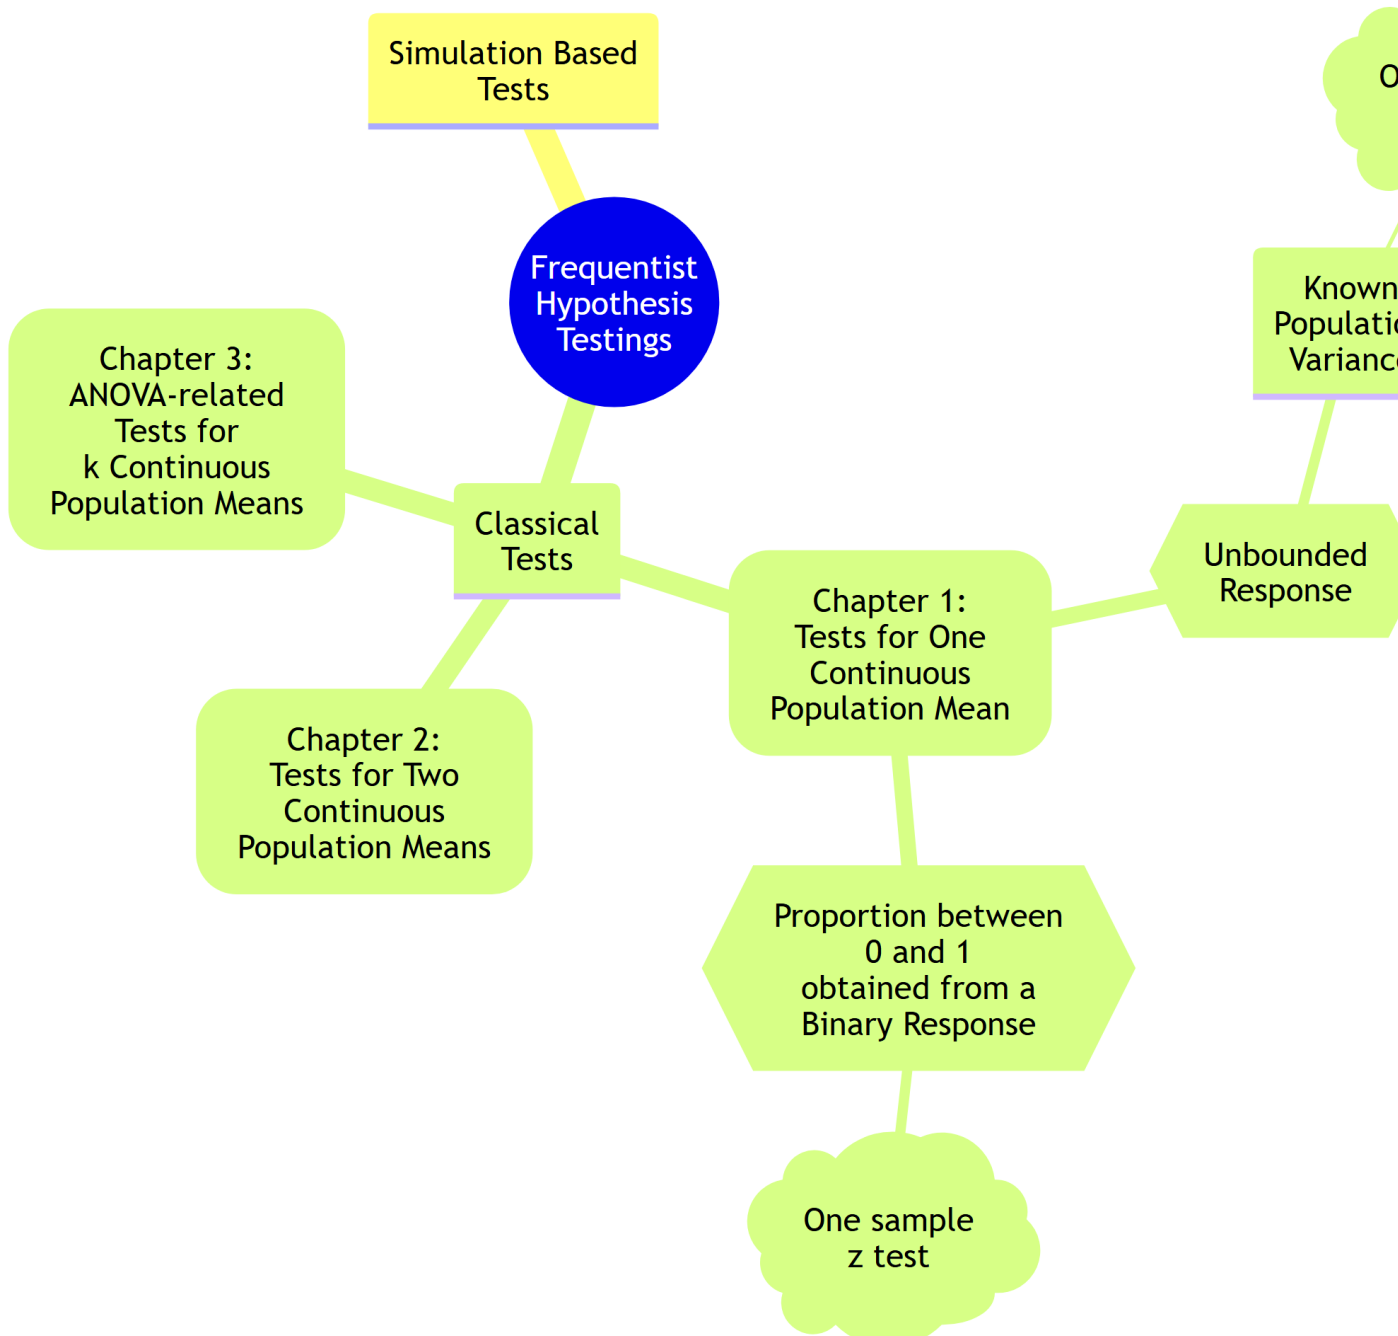 Simulation Based
Tests
Frequentist
Hypothesis
Testings
Known
Chapter 3:
ANOVA-related
Tests for
k Continuous
Population Means
Classical
Tests
Chapter 1:
Tests for One
Continuous
Population Mean
Unbounded
Response
Chapter 2:
Tests for Two
Continuous
Population Means
Proportion between
0 and 1
obtained from a
Binary Response
One sample
z test